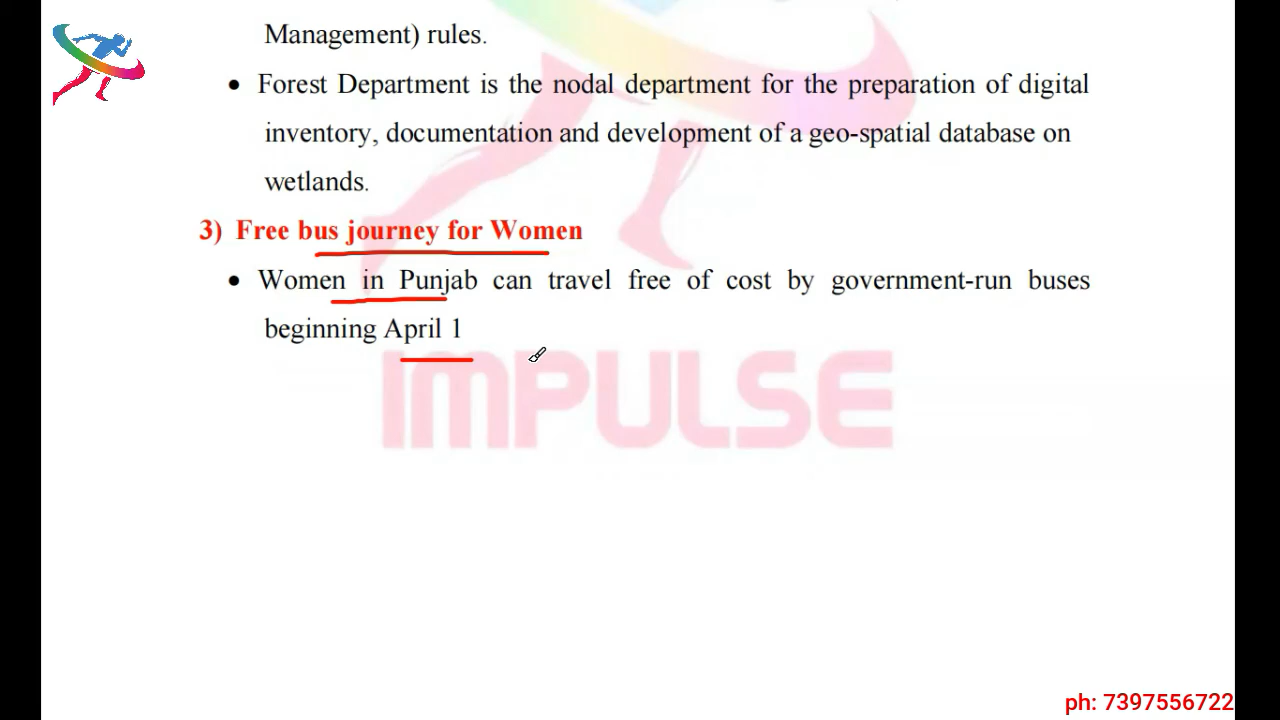 Management) rules.
• Forest Department is the nodal department for the preparation of digital
inventory, documentation and development of a geo-spatial database on
wetlands.
3) Free bus journey for Women
• Women in Punjab can travel free of cost by government-run buses
beginning April 1
IMPULSE
ph: 7397556722